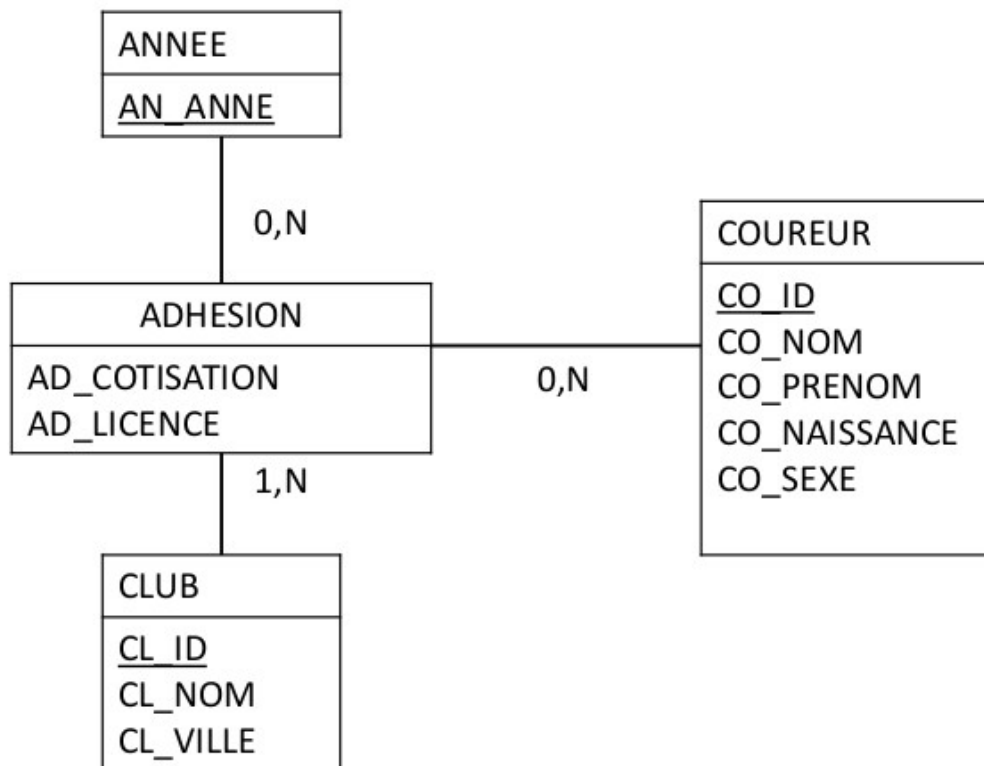 ANNEE
AN_ANNE
0,N
ADHESION
AD_COTISATION
AD_LICENCE
0,N
COUREUR
CO_ID
CO_NOM
CO_PRENOM
CO_NAISSANCE
CO_SEXE
1,N
CLUB
CL_ID
CL_NOM
CL_VILLE